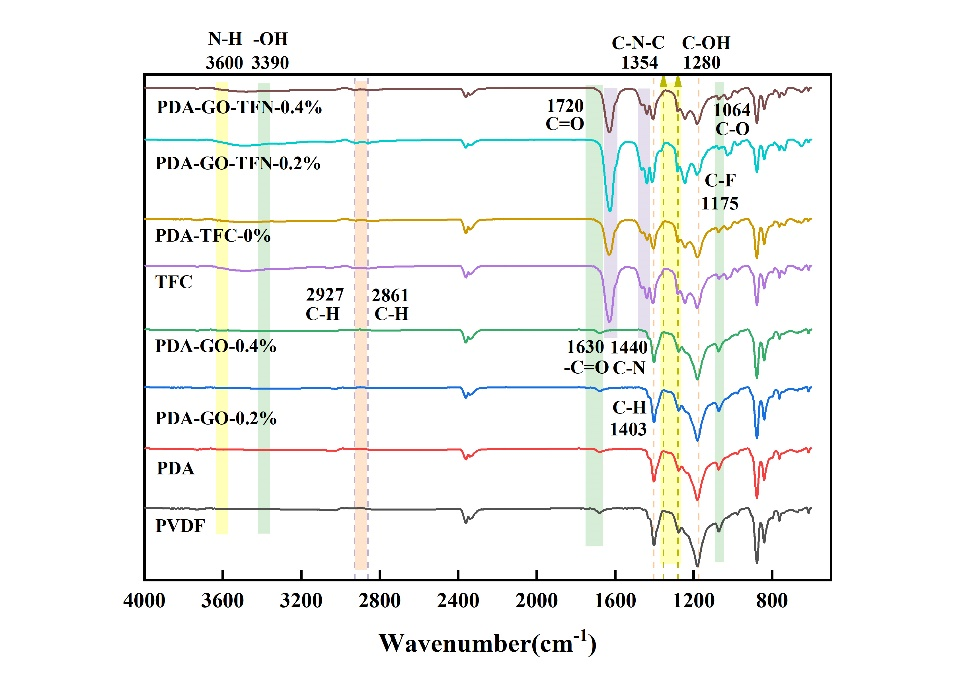 N-H -OH
3600 3390
C-N-C C-OH
1354 1280
PDA-GO-TFN-0.4%
1720
C=O
1064
C-O
PDA-GO-TFN-0.2%
C-F
1175
PDA-TFC-0%
TFC
2927 2861
C-H C-H
PDA-GO-0.4%
1630 1440
-C=O C-N
PDA-GO-0.2%
C-H
1403
PDA
PVDF
4000 3600 3200 2800 2400 2000 1600 1200 800
Wavenumber(cm⁻¹)